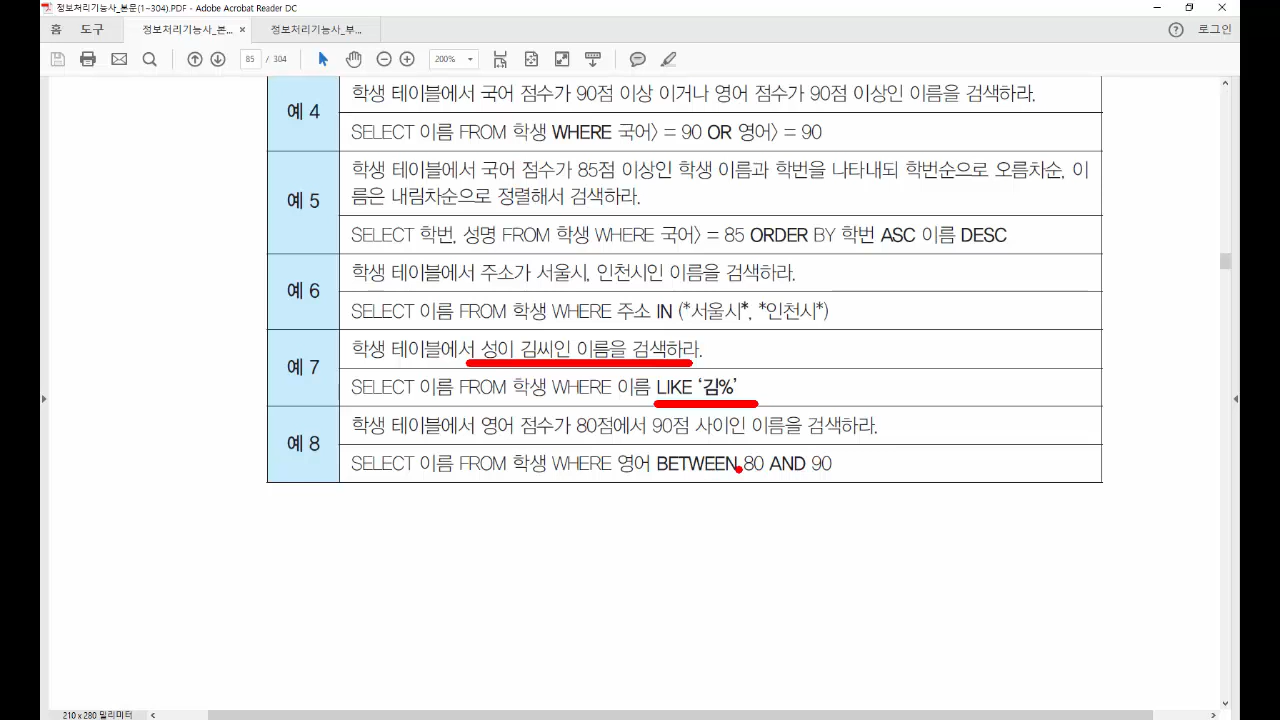 정보처리기능사_본문(1-304).PDF - Adobe Acrobat Reader DC
홈 도구 정보처리기능사_본... × 정보처리기능사_부... 로그인
85 / 304 200%
예 4
학생 테이블에서 국어 점수가 90점 이상 이거나 영어 점수가 90점 이상인 이름을 검색하라.
SELECT 이름 FROM 학생 WHERE 국어〉= 90 OR 영어〉= 90
예 5
학생 테이블에서 국어 점수가 85점 이상인 학생 이름과 학번을 나타내되 학번순으로 오름차순, 이
름은 내림차순으로 정렬해서 검색하라.
SELECT 학번, 성명 FROM 학생 WHERE 국어〉= 85 ORDER BY 학번 ASC 이름 DESC
예 6
학생 테이블에서 주소가 서울시, 인천시인 이름을 검색하라.
SELECT 이름 FROM 학생 WHERE 주소 IN (*서울시*, *인천시*)
예 7
학생 테이블에서 성이 김씨인 이름을 검색하라.
SELECT 이름 FROM 학생 WHERE 이름 LIKE ‘김%’
예 8
학생 테이블에서 영어 점수가 80점에서 90점 사이인 이름을 검색하라.
SELECT 이름 FROM 학생 WHERE 영어 BETWEEN 80 AND 90
210 x 280 밀리미터